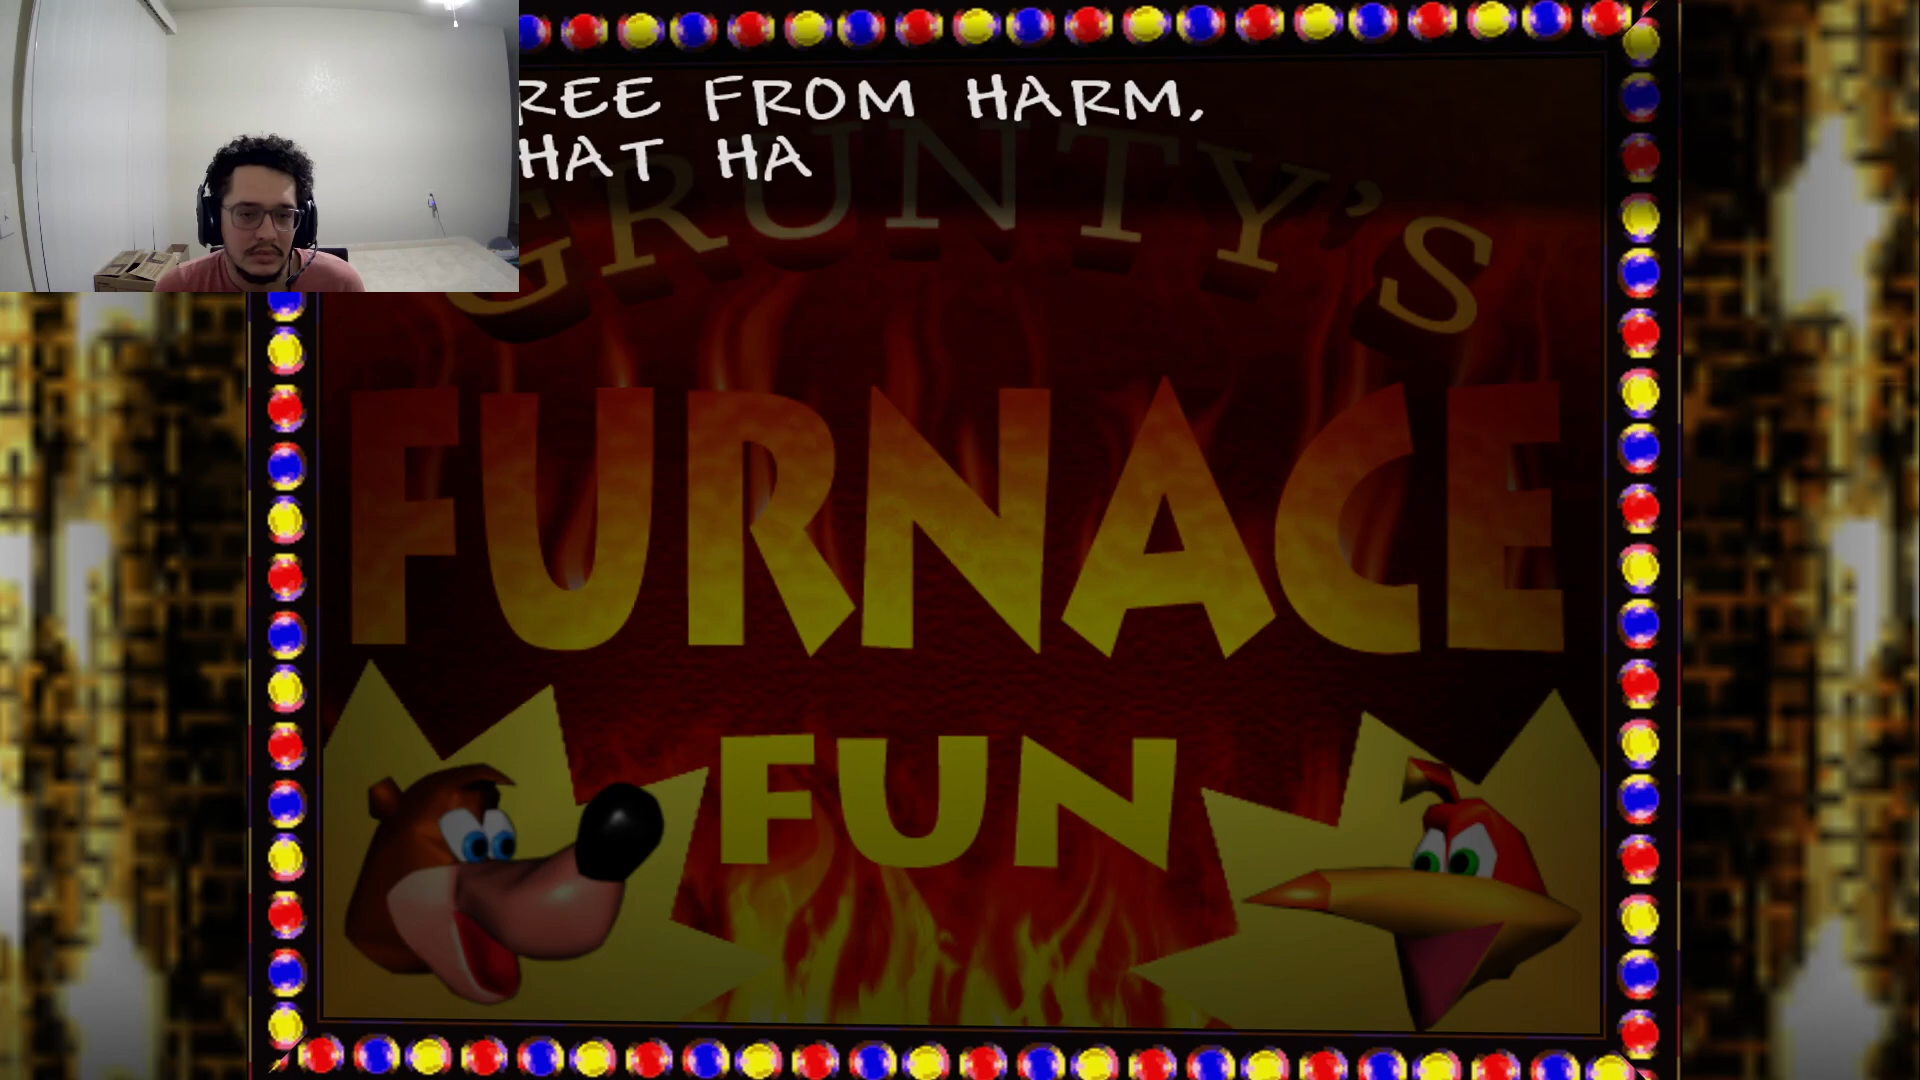 REE FROM HARM,
HAT HA
GRUNTY'S
FURNACE
FUN